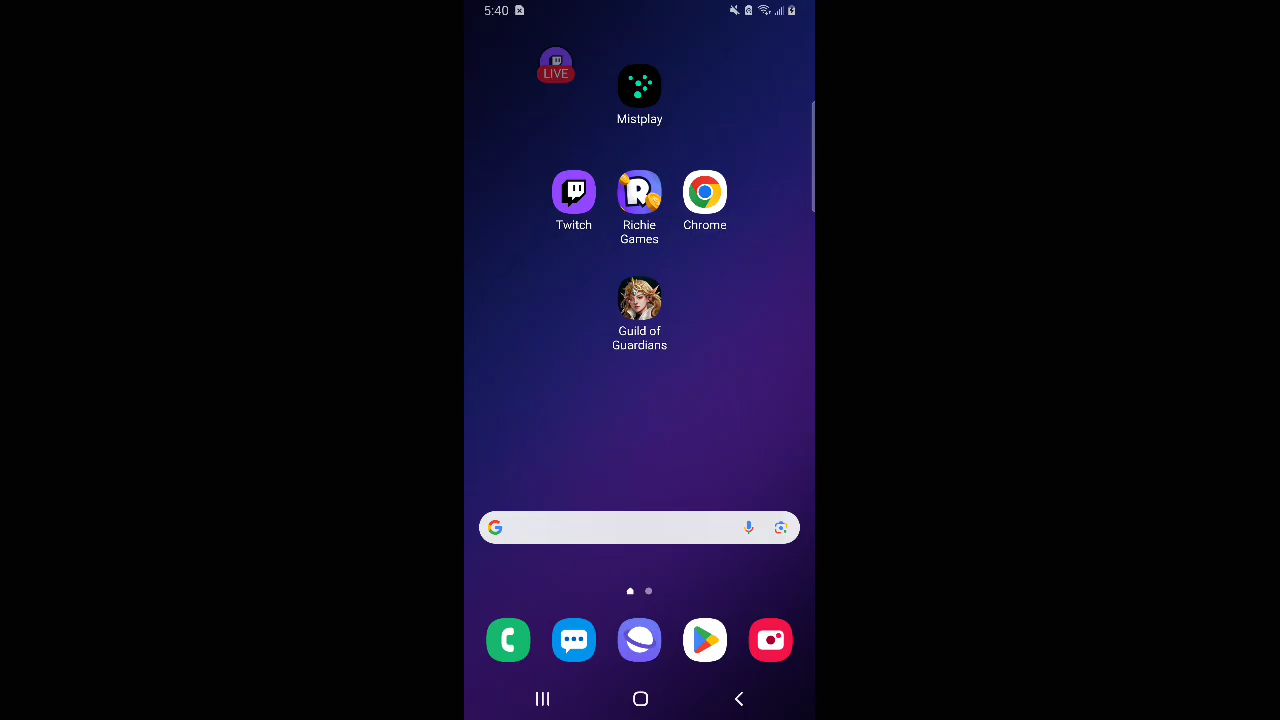 5:40
LIVE
Mistplay
Twitch
Richie
Games
Chrome
Guild of
Guardians